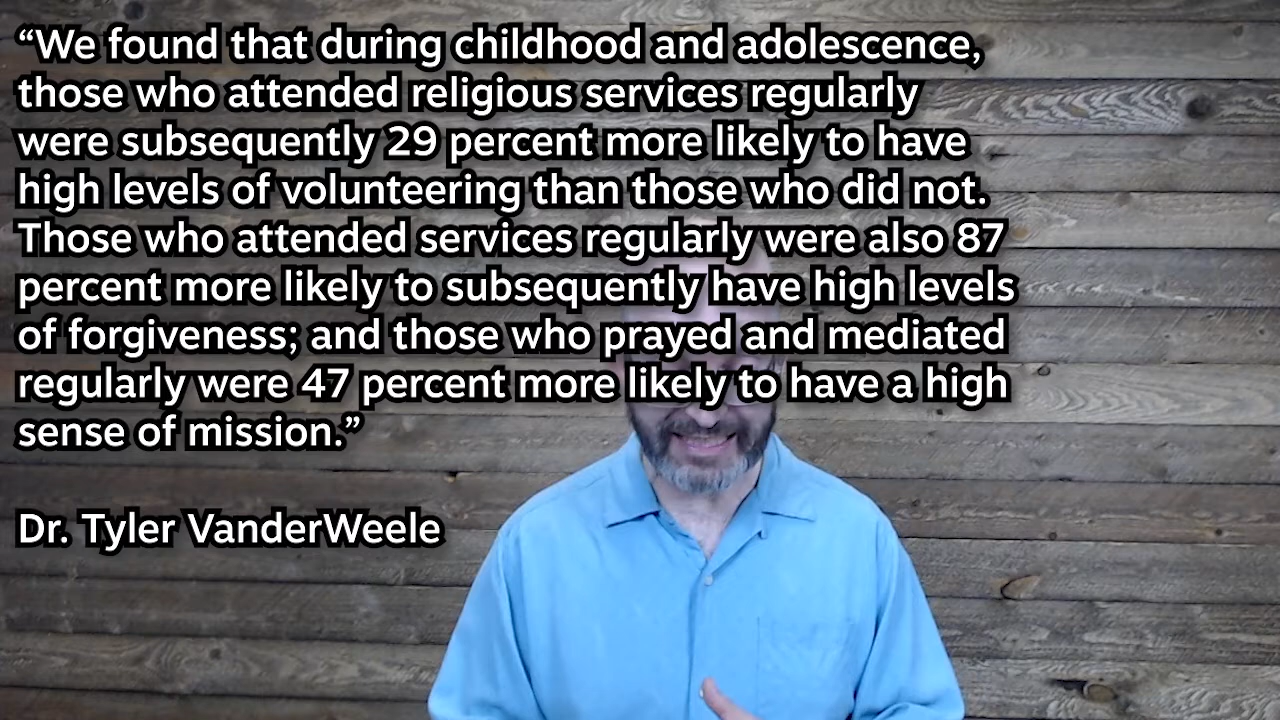 “We found that during childhood and adolescence,
those who attended religious services regularly
were subsequently 29 percent more likely to have
high levels of volunteering than those who did not.
Those who attended services regularly were also 87
percent more likely to subsequently have high levels
of forgiveness; and those who prayed and mediated
regularly were 47 percent more likely to have a high
sense of mission.”
Dr. Tyler VanderWeele